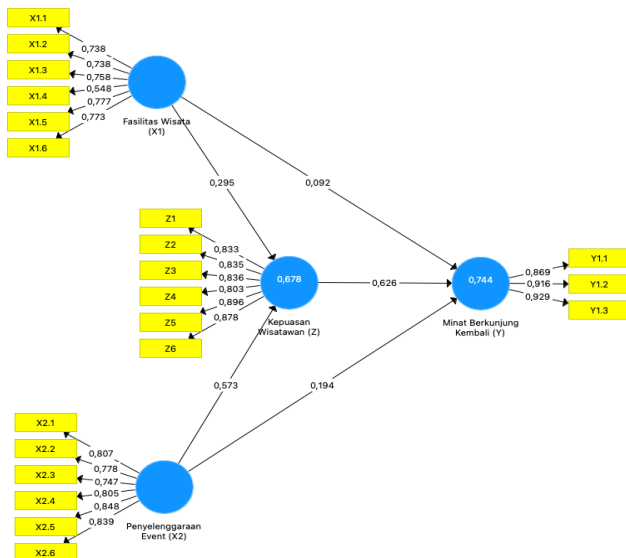 X1.1
X1.2
X1.3
X1.4
X1.5
X1.6
0,738
0,738
0,758
0,548
0,777
0,773
Fasilitas Wisata
(X1)
0,295
0,092
Z1
Z2
Z3
Z4
Z5
Z6
0,833
0,835
0,836
0,803
0,896
0,878
0,678
Kepuasan
Wisatawan (Z)
0,626
0,744
Minat Berkunjung
Kembali (Y)
0,869
0,916
0,929
Y1.1
Y1.2
Y1.3
0,573
0,194
X2.1
X2.2
X2.3
X2.4
X2.5
X2.6
0,807
0,778
0,747
0,805
0,848
0,839
Penyelenggaraan
Event (X2)